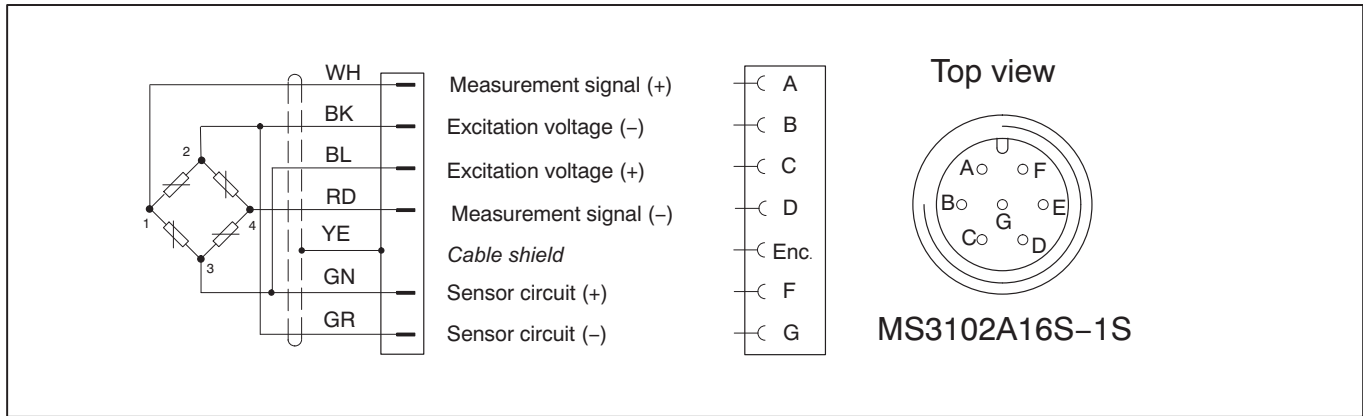 WH Measurement signal (+) A
BK Excitation voltage (−) B
BL Excitation voltage (+) C
RD Measurement signal (−) D
YE Cable shield Enc.
GN Sensor circuit (+) F
GR Sensor circuit (−) G
2
1
4
3
Top view
A F
B G E
C D
MS3102A16S−1S